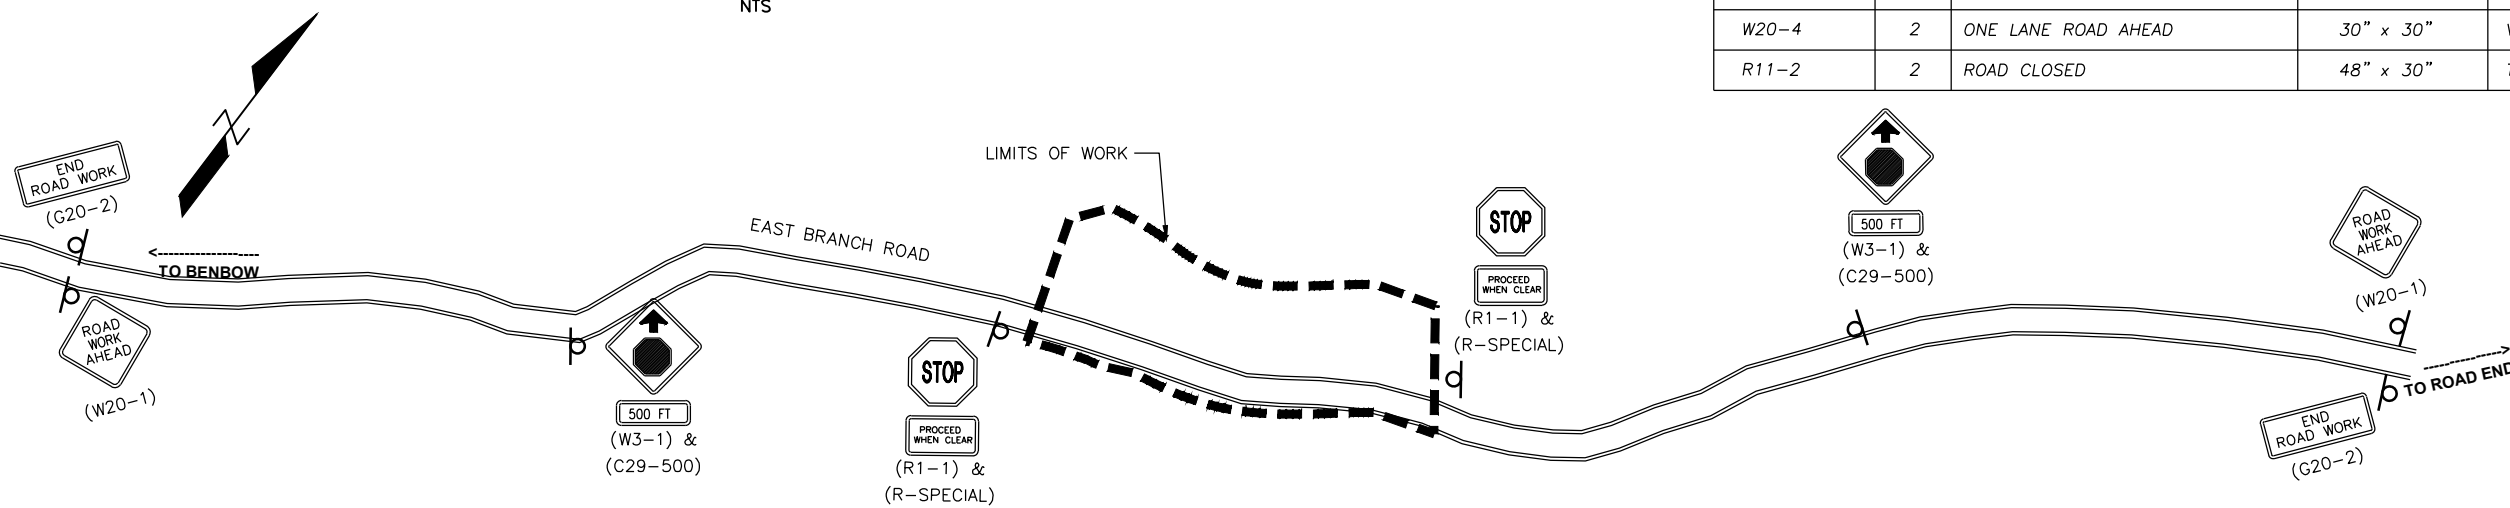 NTS
W20-4 2 ONE LANE ROAD AHEAD 30" x 30"
R11-2 2 ROAD CLOSED 48" x 30"
END
ROAD WORK
(G20-2)
<--------------
TO BENBOW
ROAD
WORK
AHEAD
(W20-1)
500 FT
(W3-1) &
(C29-500)
EAST BRANCH ROAD
LIMITS OF WORK
STOP
PROCEED
WHEN CLEAR
(R1-1) &
(R-SPECIAL)
STOP
PROCEED
WHEN CLEAR
(R1-1) &
(R-SPECIAL)
500 FT
(W3-1) &
(C29-500)
ROAD
WORK
AHEAD
(W20-1)
TO ROAD END
END
ROAD WORK
(G20-2)